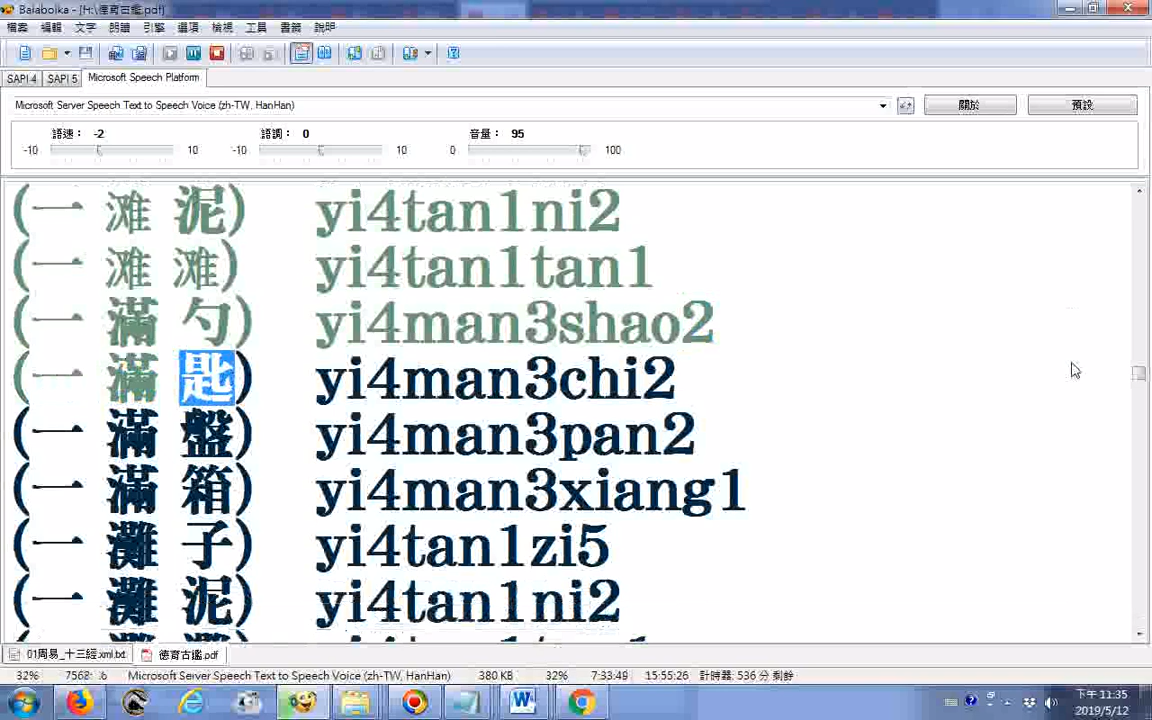 Balabolka - [H:\德育古鑑.pdf]
檔案 編輯 文字 朗讀 引擎 選項 檢視 工具 書籤 說明
SAPI 4 SAPI 5 Microsoft Speech Platform
Microsoft Server Speech Text to Speech Voice (zh-TW, HanHan) 關於 預設
語速： -2 語調： 0 音量： 95
-10 10 -10 10 0 100
(一 滩 泥) yi4tan1ni2
(一 滩 滩) yi4tan1tan1
(一 滿 勺) yi4man3shao2
(一 滿 匙) yi4man3chi2
(一 滿 盤) yi4man3pan2
(一 滿 箱) yi4man3xiang1
(一 灘 子) yi4tan1zi5
(一 灘 泥) yi4tan1ni2
01周易_十三經.xml.txt 德育古鑑.pdf
32% Microsoft Server Speech Text to Speech Voice (zh-TW, HanHan) 380 KB 32% 7:33:49 15:55:26 計時器: 536 分 剩餘
下午 11:35
2019/5/12